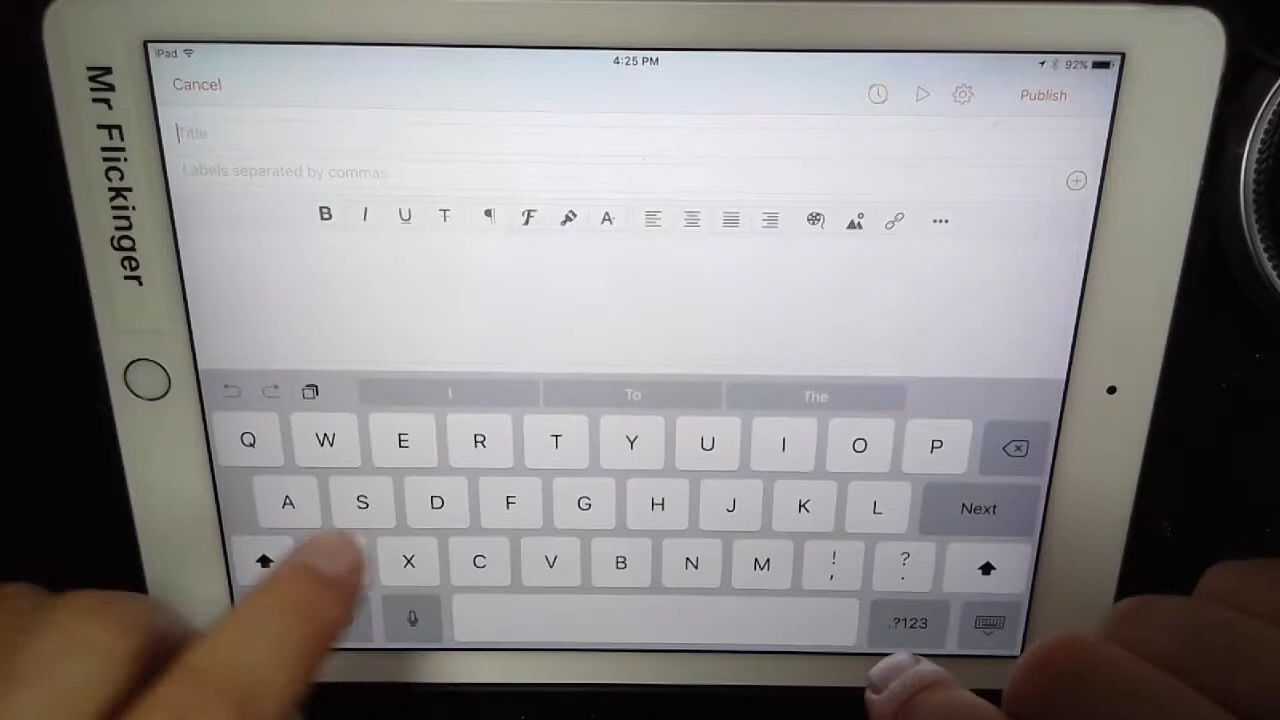 Mr Flickinger
iPad 4:25 PM 92%
Cancel Publish
Title
Labels separated by commas
B I U T ¶ F A
I To The
Q W E R T Y U I O P
A S D F G H J K L Next
X C V B N M ! , ? .
.?123